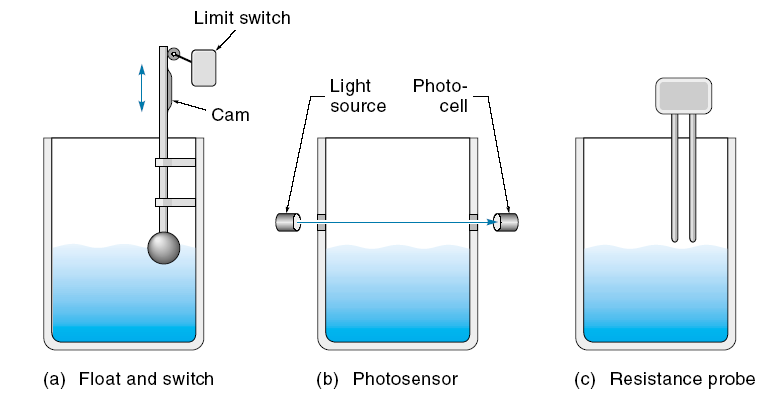 Limit switch
Cam
Light
source
Photo-
cell
(a) Float and switch
(b) Photosensor
(c) Resistance probe